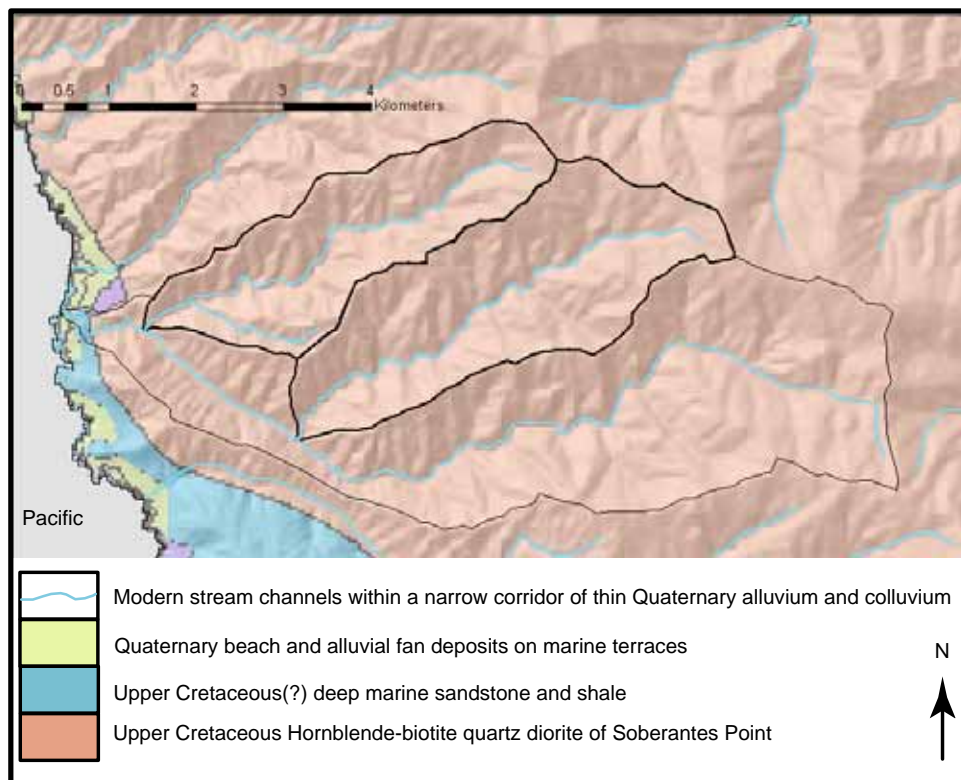 0 0.5 1 2 3 4
Kilometers
Pacific
Modern stream channels within a narrow corridor of thin Quaternary alluvium and colluvium
Quaternary beach and alluvial fan deposits on marine terraces
N
Upper Cretaceous(?) deep marine sandstone and shale
Upper Cretaceous Hornblende-biotite quartz diorite of Soberantes Point